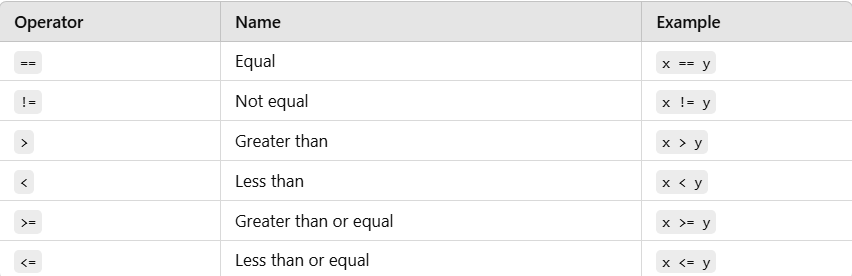 Operator Name Example
== Equal x == y
!= Not equal x != y
> Greater than x > y
< Less than x < y
>= Greater than or equal x >= y
<= Less than or equal x <= y